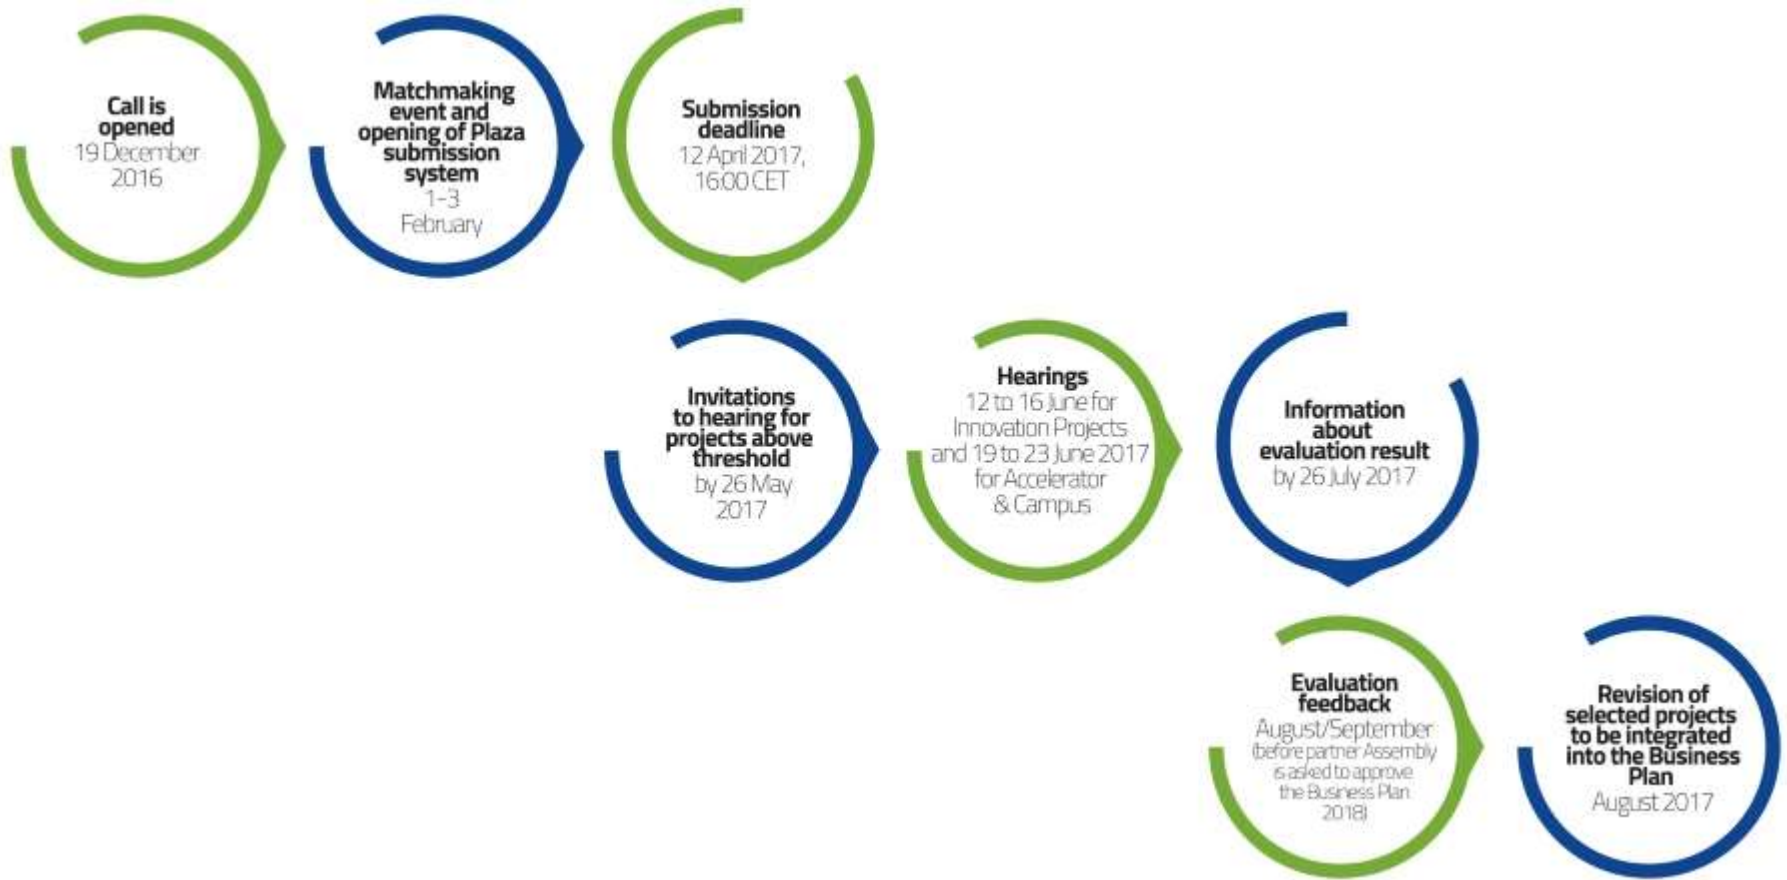 Call is
opened
19 December
2016
Matchmaking
event and
opening of Plaza
submission
system
1-3
February
Submission
deadline
12 April 2017,
16:00 CET
Invitations
to hearing for
projects above
threshold
by 26 May
2017
Hearings
12 to 16 June for
Innovation Projects
and 19 to 23 June 2017
for Accelerator
& Campus
Information
about
evaluation result
by 26 July 2017
Evaluation
feedback
August/September
(before partner Assembly
is asked to approve
the Business Plan
2018)
Revision of
selected projects
to be integrated
into the Business
Plan
August 2017